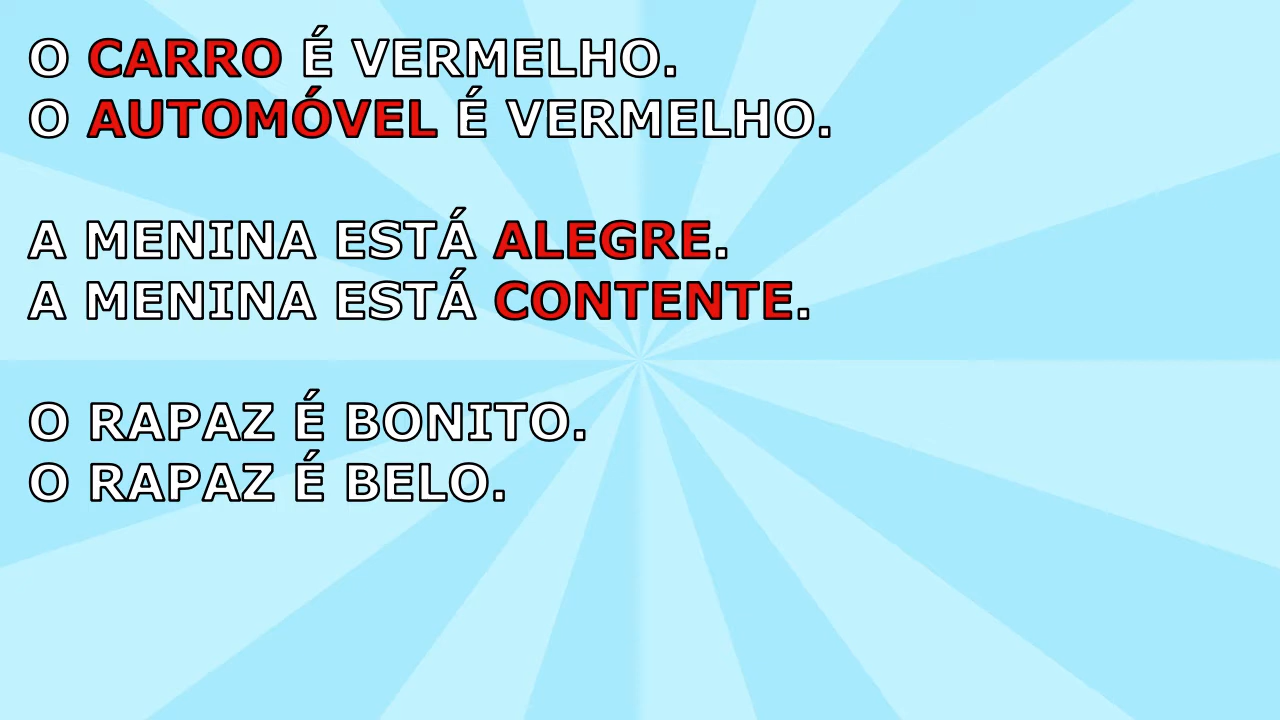 O CARRO É VERMELHO.
O AUTOMÓVEL É VERMELHO.
A MENINA ESTÁ ALEGRE.
A MENINA ESTÁ CONTENTE.
O RAPAZ É BONITO.
O RAPAZ É BELO.